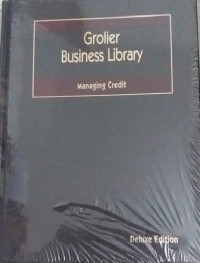 Grolier
Business Library
Managing Credit
Deluxe Edition